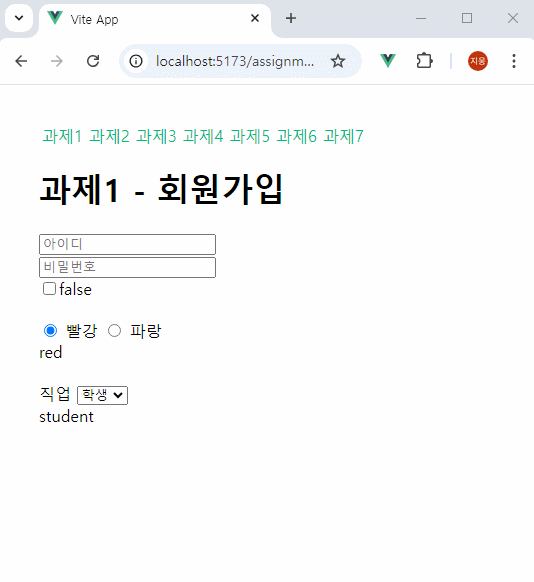 Vite App
localhost:5173/assignm...
지웅
과제1 과제2 과제3 과제4 과제5 과제6 과제7
과제1 - 회원가입
아이디
비밀번호
false
빨강 파랑
red
직업 학생
student